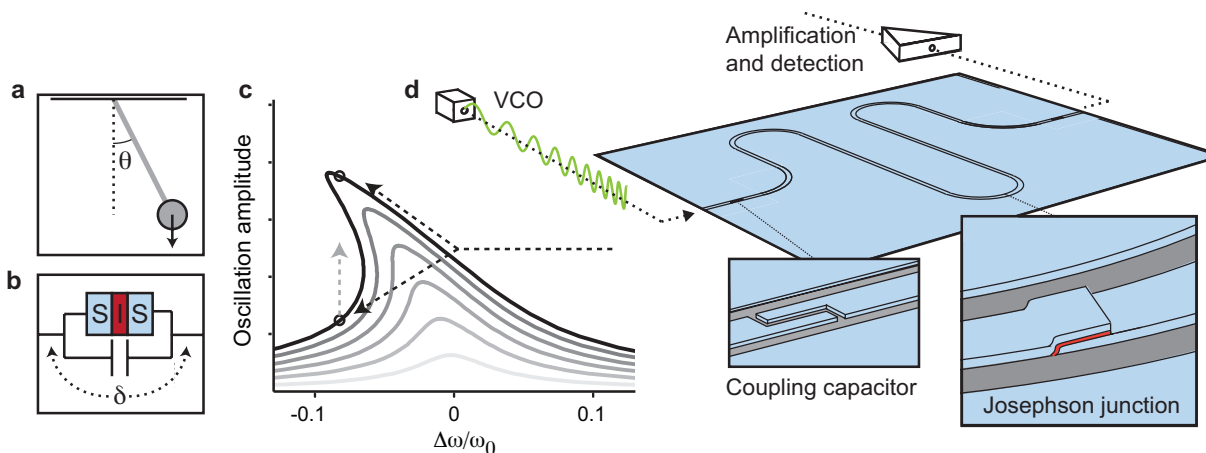 a
θ
b
S I S
δ
c
Oscillation amplitude
-0.1
0
0.1
Δω/ω₀
d
VCO
Amplification
and detection
Coupling capacitor
Josephson junction